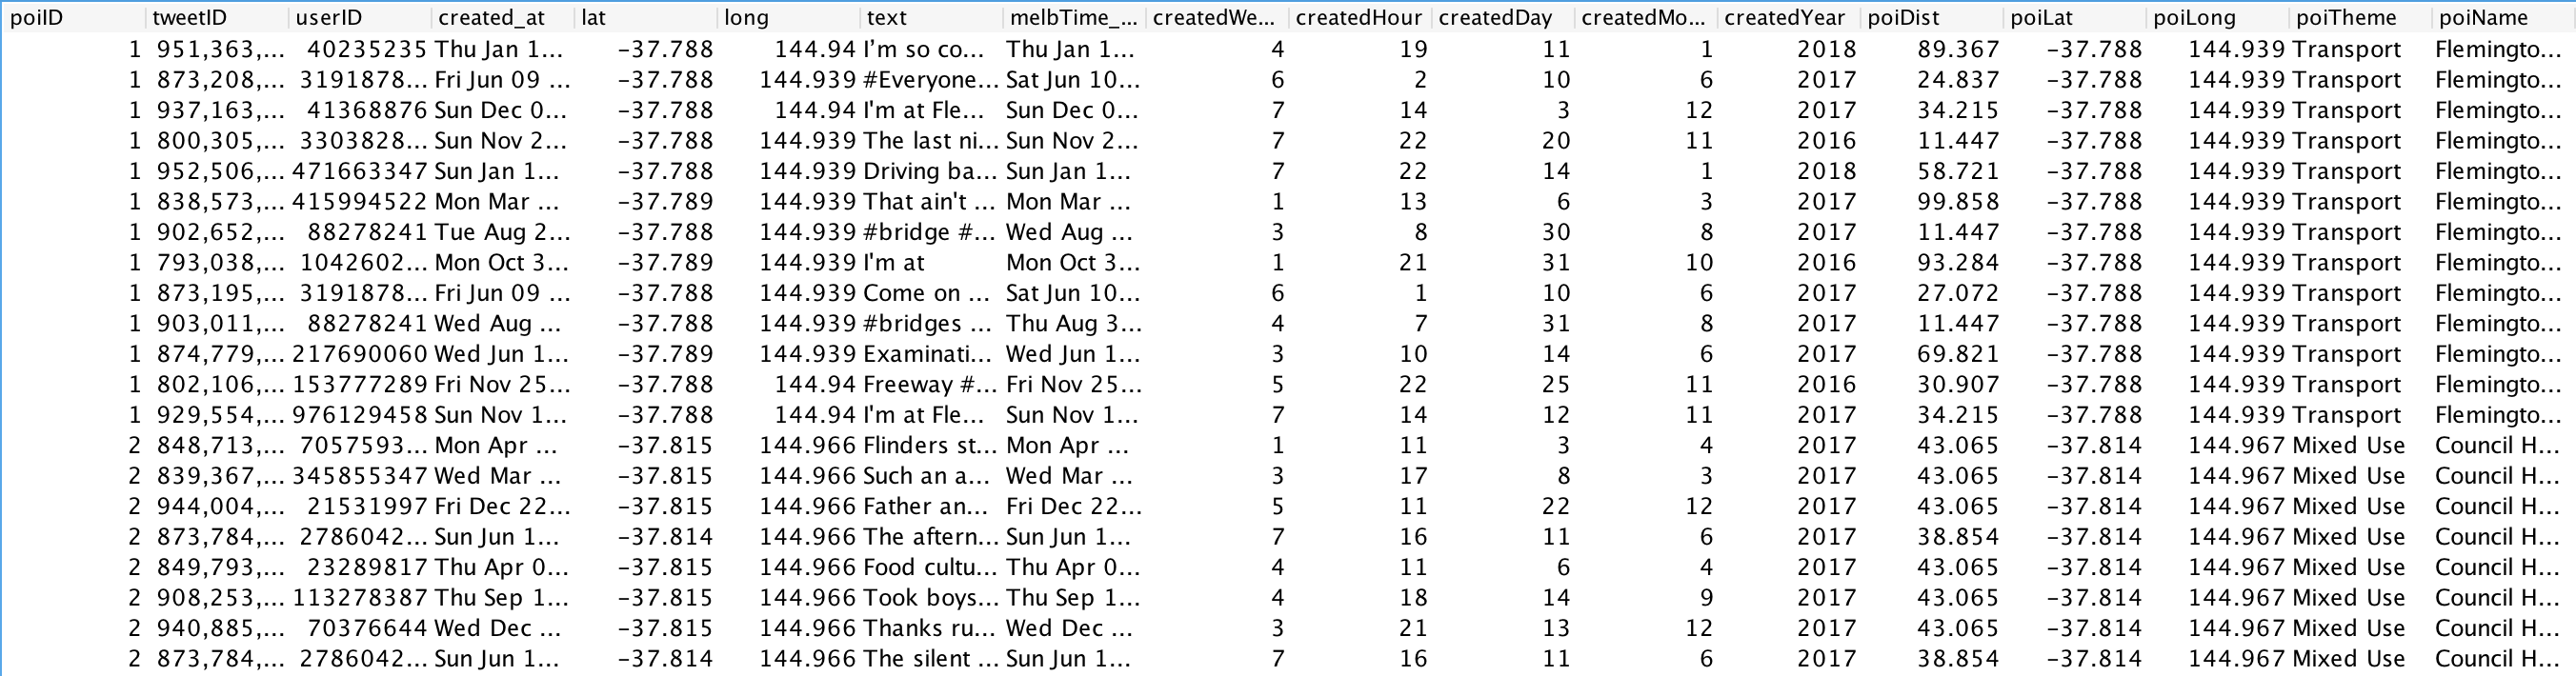 poiID tweetID userID created_at lat long text melbTime_... createdWe... createdHour createdDay createdMo... createdYear poiDist poiLat poiLong poiTheme poiName
1 951,363,... 40235235 Thu Jan 1... -37.788 144.94 I’m so co... Thu Jan 1... 4 19 11 1 2018 89.367 -37.788 144.939 Transport Flemingto...
1 873,208,... 3191878... Fri Jun 09 ... -37.788 144.939 #Everyone... Sat Jun 10... 6 2 10 6 2017 24.837 -37.788 144.939 Transport Flemingto...
1 937,163,... 41368876 Sun Dec 0... -37.788 144.94 I'm at Fle... Sun Dec 0... 7 14 3 12 2017 34.215 -37.788 144.939 Transport Flemingto...
1 800,305,... 3303828... Sun Nov 2... -37.788 144.939 The last ni... Sun Nov 2... 7 22 20 11 2016 11.447 -37.788 144.939 Transport Flemingto...
1 952,506,... 471663347 Sun Jan 1... -37.788 144.939 Driving ba... Sun Jan 1... 7 22 14 1 2018 58.721 -37.788 144.939 Transport Flemingto...
1 838,573,... 415994522 Mon Mar ... -37.789 144.939 That ain't ... Mon Mar ... 1 13 6 3 2017 99.858 -37.788 144.939 Transport Flemingto...
1 902,652,... 88278241 Tue Aug 2... -37.788 144.939 #bridge #... Wed Aug ... 3 8 30 8 2017 11.447 -37.788 144.939 Transport Flemingto...
1 793,038,... 1042602... Mon Oct 3... -37.789 144.939 I'm at Mon Oct 3... 1 21 31 10 2016 93.284 -37.788 144.939 Transport Flemingto...
1 873,195,... 3191878... Fri Jun 09 ... -37.788 144.939 Come on ... Sat Jun 10... 6 1 10 6 2017 27.072 -37.788 144.939 Transport Flemingto...
1 903,011,... 88278241 Wed Aug ... -37.788 144.939 #bridges ... Thu Aug 3... 4 7 31 8 2017 11.447 -37.788 144.939 Transport Flemingto...
1 874,779,... 217690060 Wed Jun 1... -37.789 144.939 Examinati... Wed Jun 1... 3 10 14 6 2017 69.821 -37.788 144.939 Transport Flemingto...
1 802,106,... 153777289 Fri Nov 25... -37.788 144.94 Freeway #... Fri Nov 25... 5 22 25 11 2016 30.907 -37.788 144.939 Transport Flemingto...
1 929,554,... 976129458 Sun Nov 1... -37.788 144.94 I'm at Fle... Sun Nov 1... 7 14 12 11 2017 34.215 -37.788 144.939 Transport Flemingto...
2 848,713,... 7057593... Mon Apr ... -37.815 144.966 Flinders st... Mon Apr ... 1 11 3 4 2017 43.065 -37.814 144.967 Mixed Use Council H...
2 839,367,... 345855347 Wed Mar ... -37.815 144.966 Such an a... Wed Mar ... 3 17 8 3 2017 43.065 -37.814 144.967 Mixed Use Council H...
2 944,004,... 21531997 Fri Dec 22... -37.815 144.966 Father an... Fri Dec 22... 5 11 22 12 2017 43.065 -37.814 144.967 Mixed Use Council H...
2 873,784,... 2786042... Sun Jun 1... -37.814 144.966 The aftern... Sun Jun 1... 7 16 11 6 2017 38.854 -37.814 144.967 Mixed Use Council H...
2 849,793,... 23289817 Thu Apr 0... -37.815 144.966 Food cultu... Thu Apr 0... 4 11 6 4 2017 43.065 -37.814 144.967 Mixed Use Council H...
2 908,253,... 113278387 Thu Sep 1... -37.815 144.966 Took boys... Thu Sep 1... 4 18 14 9 2017 43.065 -37.814 144.967 Mixed Use Council H...
2 940,885,... 70376644 Wed Dec ... -37.815 144.966 Thanks ru... Wed Dec ... 3 21 13 12 2017 43.065 -37.814 144.967 Mixed Use Council H...
2 873,784,... 2786042... Sun Jun 1... -37.814 144.966 The silent ... Sun Jun 1... 7 16 11 6 2017 38.854 -37.814 144.967 Mixed Use Council H...